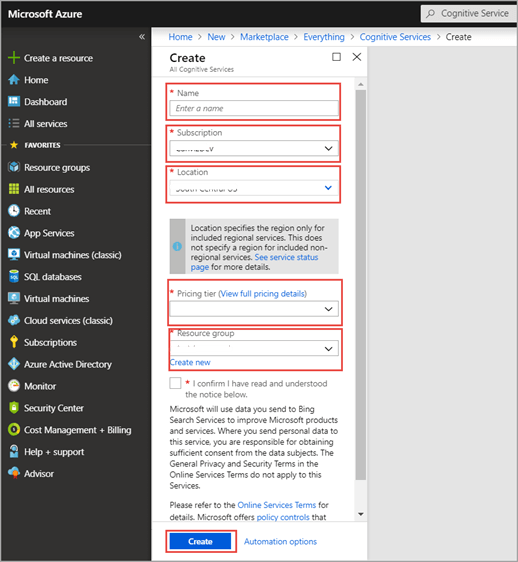 Microsoft Azure
Cognitive Service
Home > New > Marketplace > Everything > Cognitive Services > Create
«
Create a resource
Home
Dashboard
All services
FAVORITES
Resource groups
All resources
Recent
App Services
Virtual machines (classic)
SQL databases
Virtual machines
Cloud services (classic)
Subscriptions
Azure Active Directory
Monitor
Security Center
Cost Management + Billing
Help + support
Advisor
Create
All Cognitive Services
* Name
Enter a name
* Subscription
* Location
South Central US
Location specifies the region only for
included regional services. This does
not specify a region for included non-
regional services. See service status
page for more details.
* Pricing tier (View full pricing details)
* Resource group
Create new
* I confirm I have read and understood
the notice below.
Microsoft will use data you send to Bing
Search Services to improve Microsoft products
and services. Where you send personal data to
this service, you are responsible for obtaining
sufficient consent from the data subjects. The
General Privacy and Security Terms in the
Online Services Terms do not apply to this
Services.
Please refer to the Online Services Terms for
details. Microsoft offers policy controls that
Create
Automation options